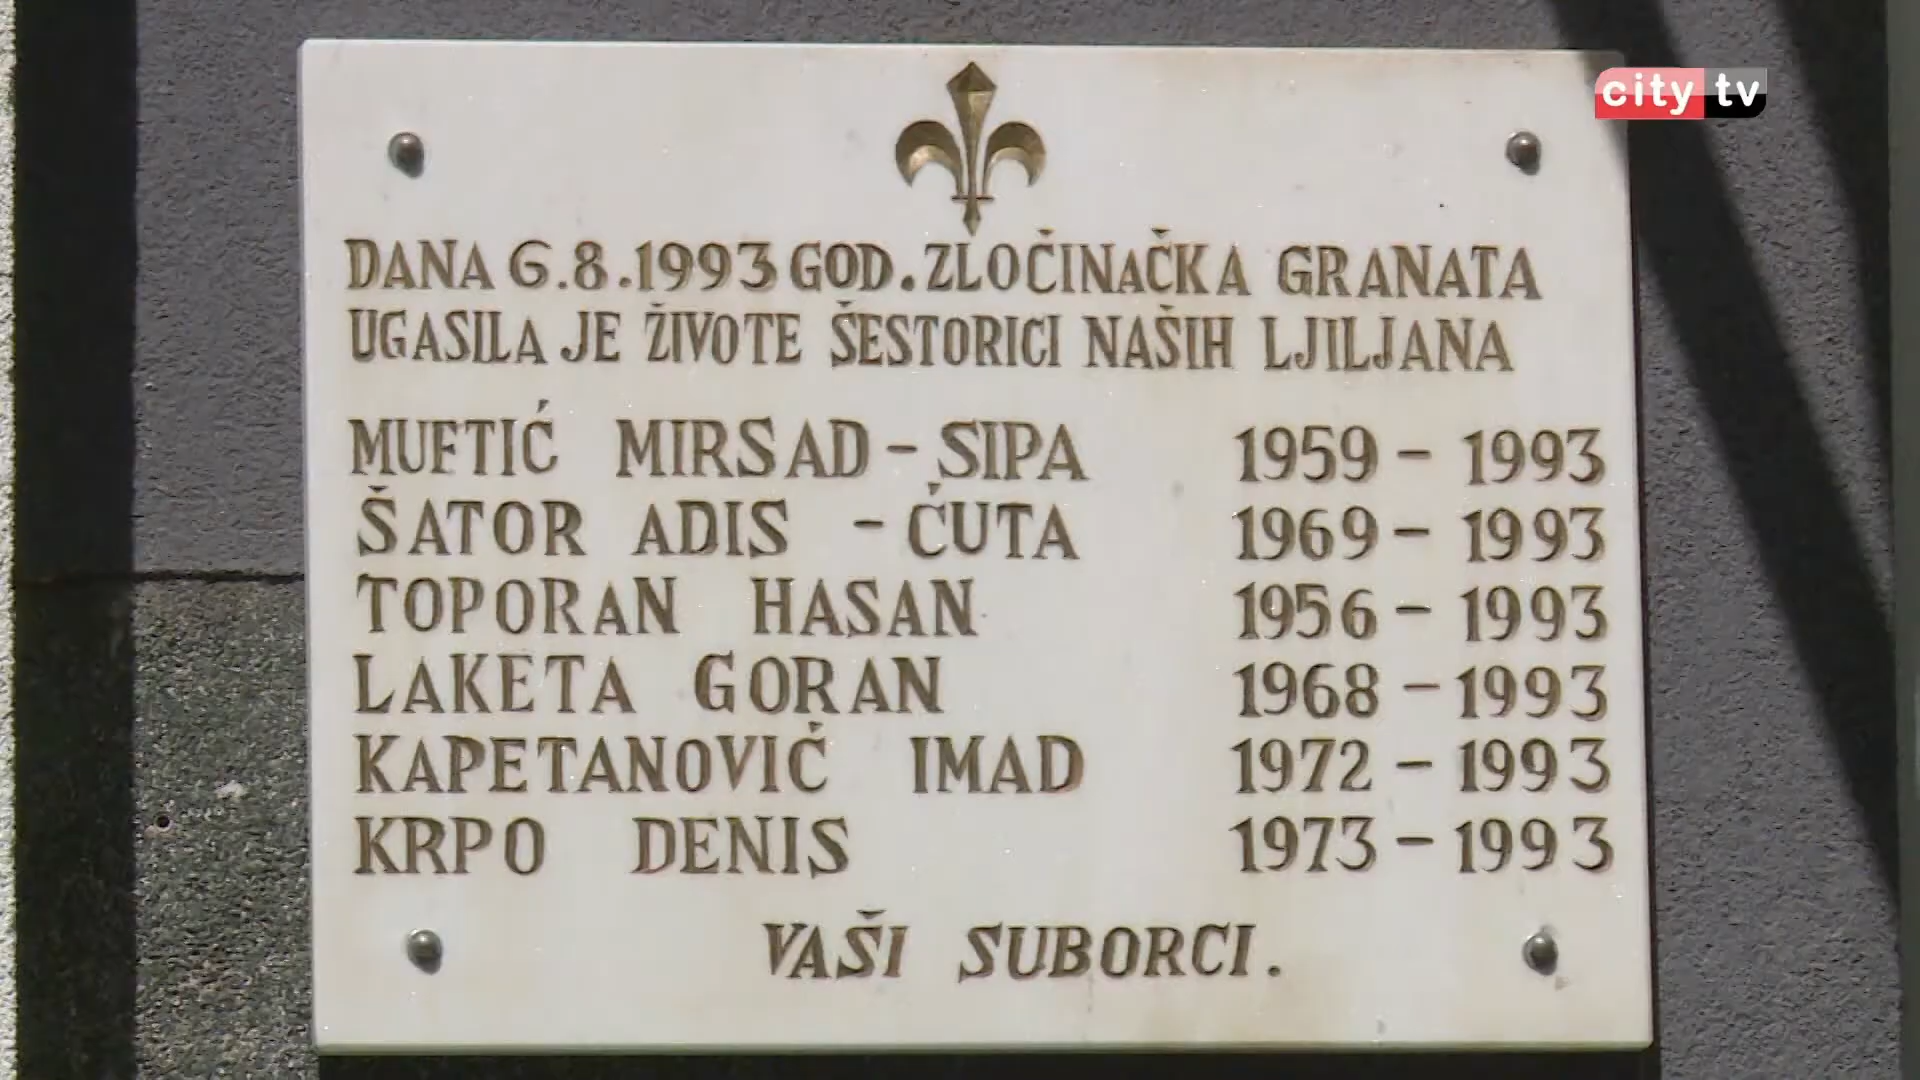 city tv
DANA 6.8.1993 GOD. ZLOČINAČKA GRANATA
UGASILA JE ŽIVOTE ŠESTORICI NAŠIH LJILJANA
MUFTIĆ MIRSAD - SIPA 1959 - 1993
ŠATOR ADIS - ĆUTA 1969 - 1993
TOPORAN HASAN 1956 - 1993
LAKETA GORAN 1968 - 1993
KAPETANOVIĆ IMAD 1972 - 1993
KRPO DENIS 1973 - 1993
VAŠI SUBORCI.